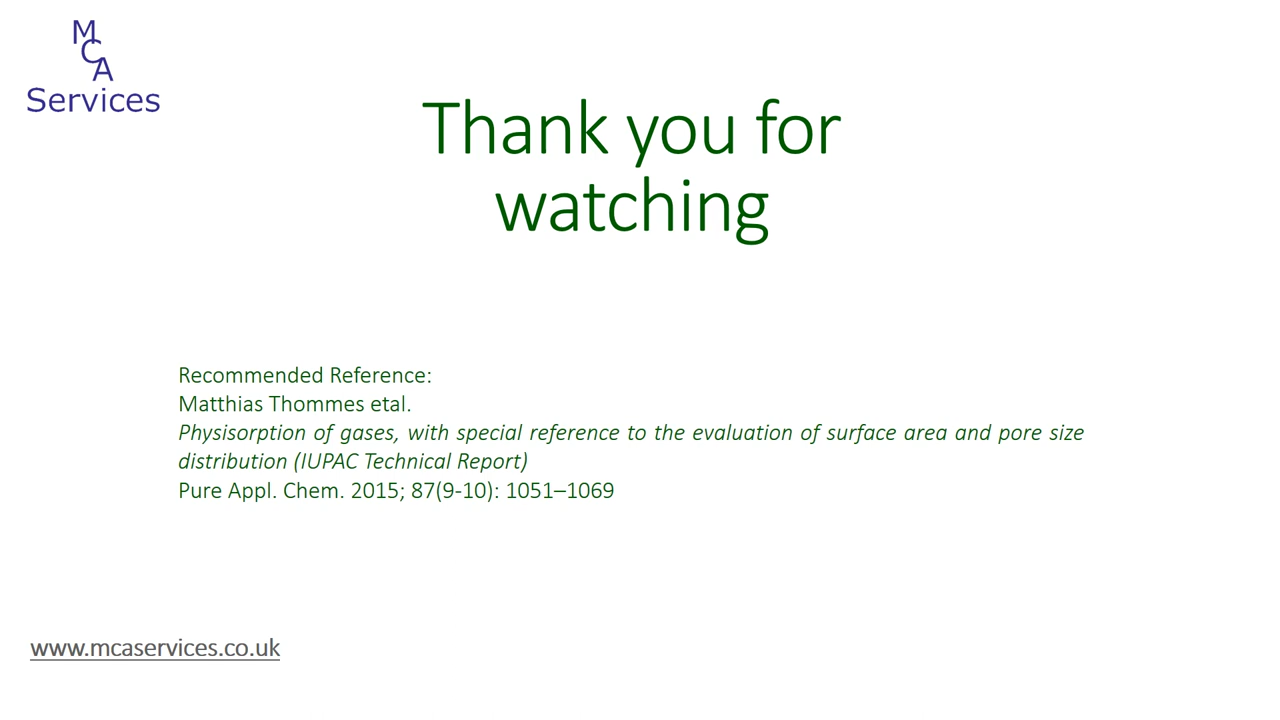 M
C
A
Services
Thank you for
watching
Recommended Reference:
Matthias Thommes etal.
Physisorption of gases, with special reference to the evaluation of surface area and pore size
distribution (IUPAC Technical Report)
Pure Appl. Chem. 2015; 87(9-10): 1051–1069
www.mcaservices.co.uk